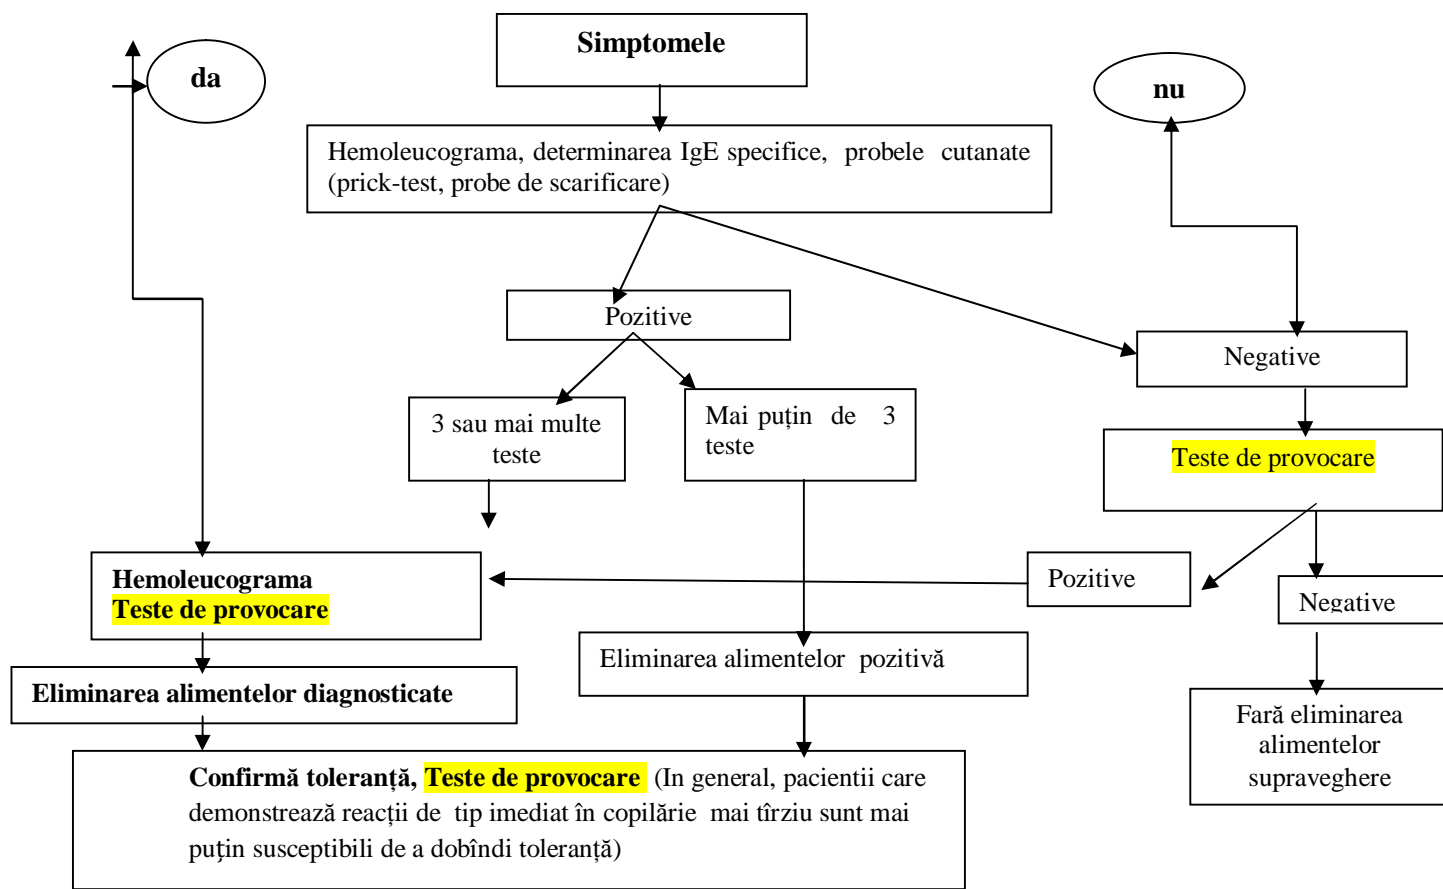 Simptomele
da
nu
Hemoleucograma, determinarea IgE specifice, probele cutanate
(prick-test, probe de scarificare)
Pozitive
Negative
3 sau mai multe
teste
Mai puțin de 3
teste
Teste de provocare
Hemoleucograma
Teste de provocare
Pozitive
Negative
Eliminarea alimentelor pozitivă
Eliminarea alimentelor diagnosticate
Fară eliminarea
alimentelor
supraveghere
Confirmă toleranță, Teste de provocare (In general, pacientii care
demonstrează reacții de tip imediat în copilărie mai tîrziu sunt mai
puțin susceptibili de a dobîndi toleranță)